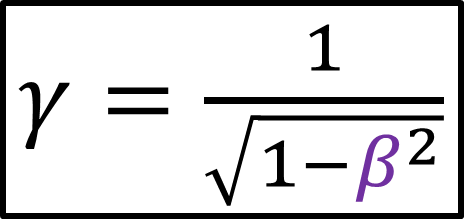 γ = 1/√(1−β²)